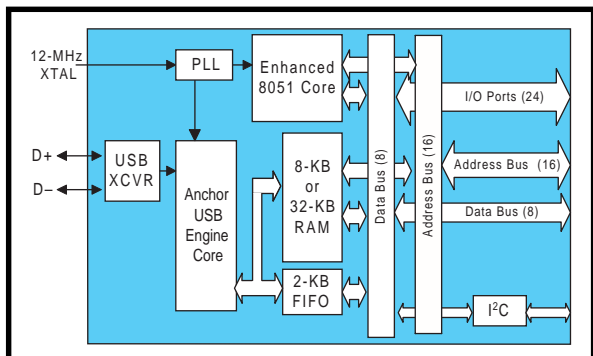 12-MHz
XTAL
PLL
Enhanced
8051 Core
I/O Ports (24)
D+
D–
USB
XCVR
Anchor
USB
Engine
Core
8-KB
or
32-KB
RAM
Data Bus (8)
Address Bus (16)
Address Bus (16)
Data Bus (8)
2-KB
FIFO
I²C